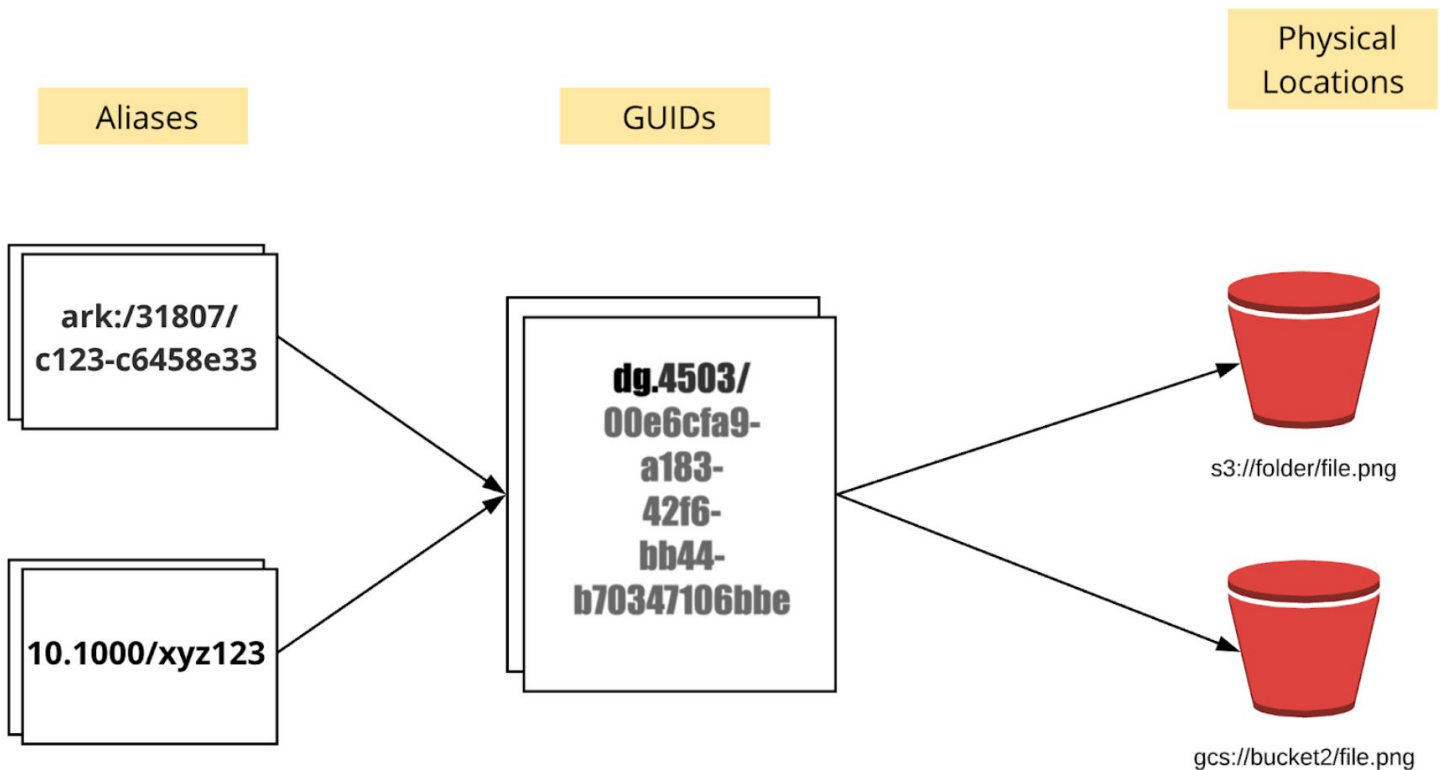 Aliases
GUIDs
Physical
Locations
ark:/31807/
c123-c6458e33
10.1000/xyz123
dg.4503/
00e6cfa9-
a183-
42f6-
bb44-
b70347106bbe
s3://folder/file.png
gcs://bucket2/file.png